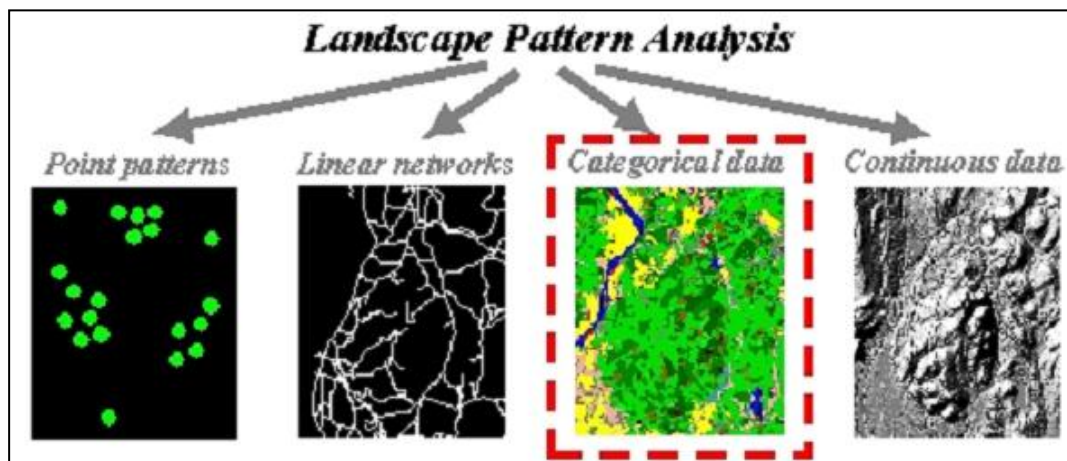 Landscape Pattern Analysis
Point patterns Linear networks Categorical data Continuous data